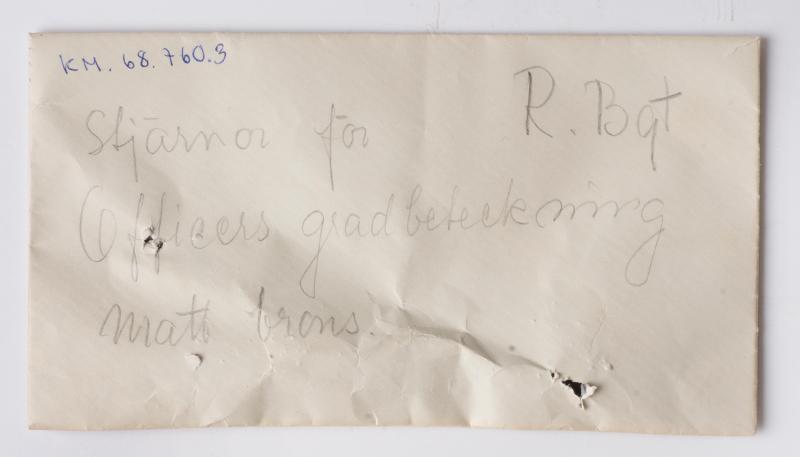 KM. 68.760.3
R. Bgt
Stjärnor för
Officers gradbeteckning
matt brons.